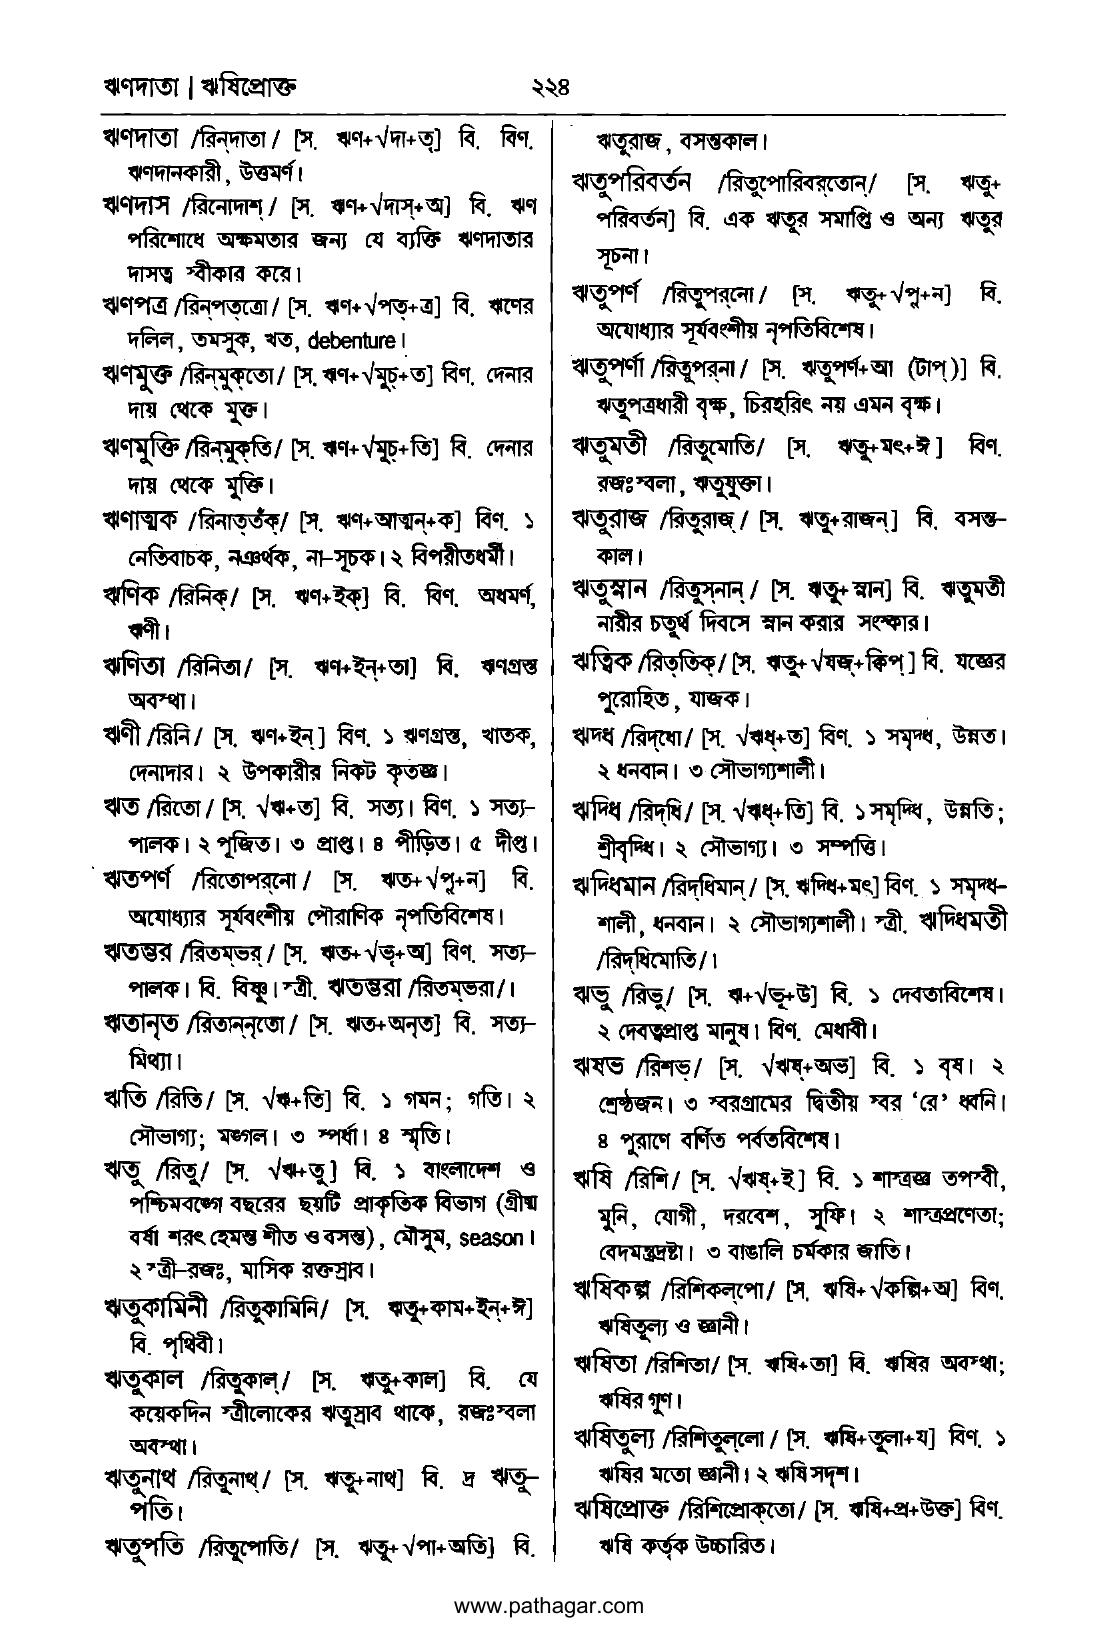 ঋণদাতা | ঋষিপ্রোক্ত ২২৪
ঋণদাতা /রিন্‌দাতা/ [স. ঋণ+√দা+তৃ] বি. বিণ.
ঋণদানকারী, উত্তমর্ণ।
ঋণদাস /রিনোদাশ্/ [স. ঋণ+√দাস্+অ] বি. ঋণ
পরিশোধে অক্ষমতার জন্য যে ব্যক্তি ঋণদাতার
দাসত্ব স্বীকার করে।
ঋণপত্র /রিন্‌পত্‌ত্রো/ [স. ঋণ+√পত্+ত্র] বি. ঋণের
দলিল, তমসুক, খত, debenture।
ঋণমুক্ত /রিন্‌মুক্‌তো/ [স. ঋণ+√মুচ্+ত] বিণ. দেনার
দায় থেকে মুক্ত।
ঋণমুক্তি /রিন্‌মুক্‌তি/ [স. ঋণ+√মুচ্+তি] বি. দেনার
দায় থেকে মুক্তি।
ঋণাত্মক /রিনাত্‌তঁক্/ [স. ঋণ+আত্মন্+ক] বিণ. ১
নেতিবাচক, নঞর্থক, না-সূচক। ২ বিপরীতধর্মী।
ঋণিক /রিনিক্/ [স. ঋণ+ইক্] বি. বিণ. অধমর্ণ,
ঋণী।
ঋণিতা /রিনিতা/ [স. ঋণ+ইন্+তা] বি. ঋণগ্রস্ত
অবস্থা।
ঋণী /রিনি/ [স. ঋণ+ইন্] বিণ. ১ ঋণগ্রস্ত, খাতক,
দেনাদার। ২ উপকারীর নিকট কৃতজ্ঞ।
ঋত /রিতো/ [স. √ঋ+ত] বি. সত্য। বিণ. ১ সত্য-
পালক। ২ পূজিত। ৩ প্রাপ্ত। ৪ পীড়িত। ৫ দীপ্ত।
ঋতপর্ণ /রিতোপর্‌নো/ [স. ঋত+√পৃ+ন] বি.
অযোধ্যার সূর্যবংশীয় পৌরাণিক নৃপতিবিশেষ।
ঋতম্ভর /রিতম্‌ভর্/ [স. ঋত+√ভৃ+অ] বিণ. সত্য-
পালক। বি. বিষ্ণু। স্ত্রী. ঋতম্ভরা /রিতম্‌ভরা/।
ঋতানৃত /রিতান্‌নৃতো/ [স. ঋত+অনৃত] বি. সত্য-
মিথ্যা।
ঋতি /রিতি/ [স. √ঋ+তি] বি. ১ গমন; গতি। ২
সৌভাগ্য; মঙ্গল। ৩ স্পর্ধা। ৪ স্মৃতি।
ঋতু /রিতু/ [স. √ঋ+তু] বি. ১ বাংলাদেশ ও
পশ্চিমবঙ্গে বছরের ছয়টি প্রাকৃতিক বিভাগ (গ্রীষ্ম
বর্ষা শরৎ হেমন্ত শীত ও বসন্ত), মৌসুম, season।
২ স্ত্রী-রজঃ, মাসিক রক্তস্রাব।
ঋতুকামিনী /রিতুকামিনি/ [স. ঋতু+কাম+ইন্+ঈ]
বি. পৃথিবী।
ঋতুকাল /রিতুকাল্/ [স. ঋতু+কাল] বি. যে
কয়েকদিন স্ত্রীলোকের ঋতুস্রাব থাকে, রজঃস্বলা
অবস্থা।
ঋতুনাথ /রিতুনাথ্/ [স. ঋতু+নাথ] বি. দ্র ঋতু-
পতি।
ঋতুপতি /রিতুপোতি/ [স. ঋতু+√পা+অতি] বি.
ঋতুরাজ, বসন্তকাল।
ঋতুপরিবর্তন /রিতুপোরিবর্‌তোন্/ [স. ঋতু+
পরিবর্তন] বি. এক ঋতুর সমাপ্তি ও অন্য ঋতুর
সূচনা।
ঋতুপর্ণ /রিতুপর্‌নো/ [স. ঋতু+√পৃ+ন] বি.
অযোধ্যার সূর্যবংশীয় নৃপতিবিশেষ।
ঋতুপর্ণা /রিতুপর্‌না/ [স. ঋতুপর্ণ+আ (টাপ্)] বি.
ঋতুপত্রধারী বৃক্ষ, চিরহরিৎ নয় এমন বৃক্ষ।
ঋতুমতী /রিতুমোতি/ [স. ঋতু+মৎ+ঈ] বিণ.
রজঃস্বলা, ঋতুযুক্তা।
ঋতুরাজ /রিতুরাজ্/ [স. ঋতু+রাজন্] বি. বসন্ত-
কাল।
ঋতুস্নান /রিতুস্‌নান্/ [স. ঋতু+স্নান] বি. ঋতুমতী
নারীর চতুর্থ দিবসে স্নান করার সংস্কার।
ঋত্বিক /রিত্‌তিক্/ [স. ঋতু+√যজ্+ক্বিপ্] বি. যজ্ঞের
পুরোহিত, যাজক।
ঋদ্ধ /রিদ্‌ধো/ [স. √ঋধ্+ত] বিণ. ১ সমৃদ্ধ, উন্নত।
২ ধনবান। ৩ সৌভাগ্যশালী।
ঋদ্ধি /রিদ্‌ধি/ [স. √ঋধ্+তি] বি. ১ সমৃদ্ধি, উন্নতি;
শ্রীবৃদ্ধি। ২ সৌভাগ্য। ৩ সম্পত্তি।
ঋদ্ধিমান /রিদ্‌ধিমান্/ [স. ঋদ্ধি+মৎ] বিণ. ১ সমৃদ্ধ-
শালী, ধনবান। ২ সৌভাগ্যশালী। স্ত্রী. ঋদ্ধিমতী
/রিদ্‌ধিমোতি/।
ঋভু /রিভু/ [স. ঋ+√ভূ+উ] বি. ১ দেবতাবিশেষ।
২ দেবত্বপ্রাপ্ত মানুষ। বিণ. মেধাবী।
ঋষভ /রিশভ্/ [স. √ঋষ্+অভ] বি. ১ বৃষ। ২
শ্রেষ্ঠজন। ৩ স্বরগ্রামের দ্বিতীয় স্বর ‘রে’ ধ্বনি।
৪ পুরাণে বর্ণিত পর্বতবিশেষ।
ঋষি /রিশি/ [স. √ঋষ্+ই] বি. ১ শাস্ত্রজ্ঞ তপস্বী,
মুনি, যোগী, দরবেশ, সুফি। ২ শাস্ত্রপ্রণেতা;
বেদমন্ত্রদ্রষ্টা। ৩ বাঙালি চর্মকার জাতি।
ঋষিকল্প /রিশিকল্‌পো/ [স. ঋষি+√কল্পি+অ] বিণ.
ঋষিতুল্য ও জ্ঞানী।
ঋষিতা /রিশিতা/ [স. ঋষি+তা] বি. ঋষির অবস্থা;
ঋষির গুণ।
ঋষিতুল্য /রিশিতুল্‌লো/ [স. ঋষি+তুলা+য] বিণ. ১
ঋষির মতো জ্ঞানী। ২ ঋষি সদৃশ।
ঋষিপ্রোক্ত /রিশিপ্রোক্‌তো/ [স. ঋষি+প্র+উক্ত] বিণ.
ঋষি কর্তৃক উচ্চারিত।
www.pathagar.com